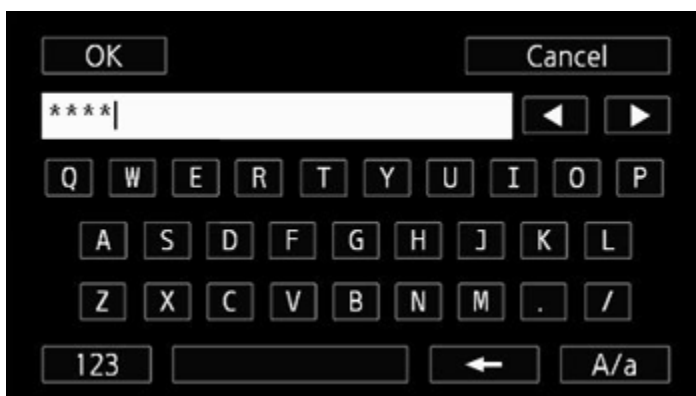 OK Cancel
****
Q W E R T Y U I O P
A S D F G H J K L
Z X C V B N M . /
123 A/a